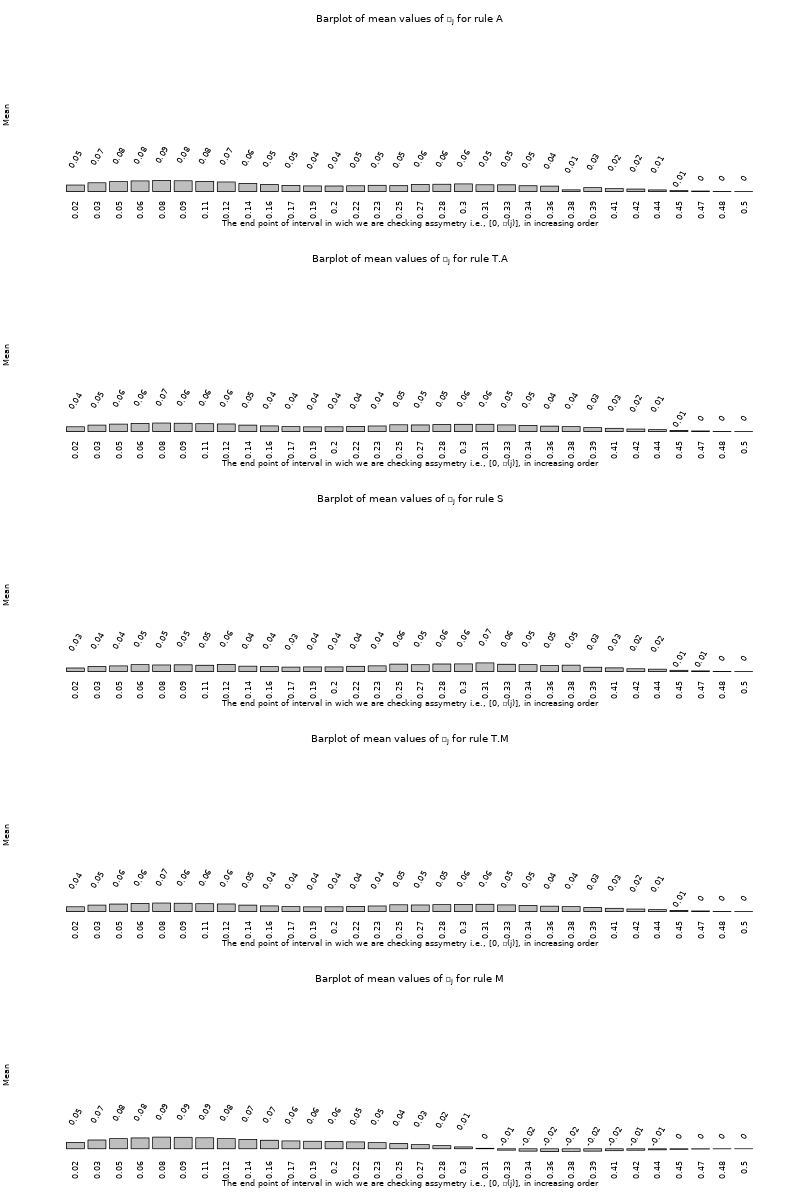 Barplot of mean values of □j for rule A
Mean
0.05 0.07 0.08 0.08 0.09 0.08 0.08 0.07 0.06 0.05 0.05 0.04 0.04 0.05 0.05 0.05 0.06 0.06 0.06 0.05 0.05 0.05 0.04 0.01 0.03 0.02 0.02 0.01 0.01 0 0 0
0.02 0.03 0.05 0.06 0.08 0.09 0.11 0.12 0.14 0.16 0.17 0.19 0.2 0.22 0.23 0.25 0.27 0.28 0.3 0.31 0.33 0.34 0.36 0.38 0.39 0.41 0.42 0.44 0.45 0.47 0.48 0.5
The end point of interval in wich we are checking assymetry i.e., [0, □(j)], in increasing order
Barplot of mean values of □j for rule T.A
Mean
0.04 0.05 0.06 0.06 0.07 0.06 0.06 0.06 0.05 0.04 0.04 0.04 0.04 0.04 0.04 0.05 0.05 0.05 0.06 0.06 0.05 0.05 0.04 0.04 0.03 0.03 0.02 0.01 0.01 0 0 0
0.02 0.03 0.05 0.06 0.08 0.09 0.11 0.12 0.14 0.16 0.17 0.19 0.2 0.22 0.23 0.25 0.27 0.28 0.3 0.31 0.33 0.34 0.36 0.38 0.39 0.41 0.42 0.44 0.45 0.47 0.48 0.5
The end point of interval in wich we are checking assymetry i.e., [0, □(j)], in increasing order
Barplot of mean values of □j for rule S
Mean
0.03 0.04 0.04 0.05 0.05 0.05 0.05 0.06 0.04 0.04 0.03 0.04 0.04 0.04 0.04 0.06 0.05 0.06 0.06 0.07 0.06 0.05 0.05 0.05 0.03 0.03 0.02 0.02 0.01 0.01 0 0
0.02 0.03 0.05 0.06 0.08 0.09 0.11 0.12 0.14 0.16 0.17 0.19 0.2 0.22 0.23 0.25 0.27 0.28 0.3 0.31 0.33 0.34 0.36 0.38 0.39 0.41 0.42 0.44 0.45 0.47 0.48 0.5
The end point of interval in wich we are checking assymetry i.e., [0, □(j)], in increasing order
Barplot of mean values of □j for rule T.M
Mean
0.04 0.05 0.06 0.06 0.07 0.06 0.06 0.06 0.05 0.04 0.04 0.04 0.04 0.04 0.04 0.05 0.05 0.05 0.06 0.06 0.05 0.05 0.04 0.04 0.03 0.03 0.02 0.01 0.01 0 0 0
0.02 0.03 0.05 0.06 0.08 0.09 0.11 0.12 0.14 0.16 0.17 0.19 0.2 0.22 0.23 0.25 0.27 0.28 0.3 0.31 0.33 0.34 0.36 0.38 0.39 0.41 0.42 0.44 0.45 0.47 0.48 0.5
The end point of interval in wich we are checking assymetry i.e., [0, □(j)], in increasing order
Barplot of mean values of □j for rule M
Mean
0.05 0.07 0.08 0.08 0.09 0.09 0.09 0.08 0.07 0.07 0.06 0.06 0.06 0.05 0.05 0.04 0.03 0.02 0.01 0 -0.01 -0.02 -0.02 -0.02 -0.02 -0.02 -0.01 -0.01 0 0 0 0
0.02 0.03 0.05 0.06 0.08 0.09 0.11 0.12 0.14 0.16 0.17 0.19 0.2 0.22 0.23 0.25 0.27 0.28 0.3 0.31 0.33 0.34 0.36 0.38 0.39 0.41 0.42 0.44 0.45 0.47 0.48 0.5
The end point of interval in wich we are checking assymetry i.e., [0, □(j)], in increasing order